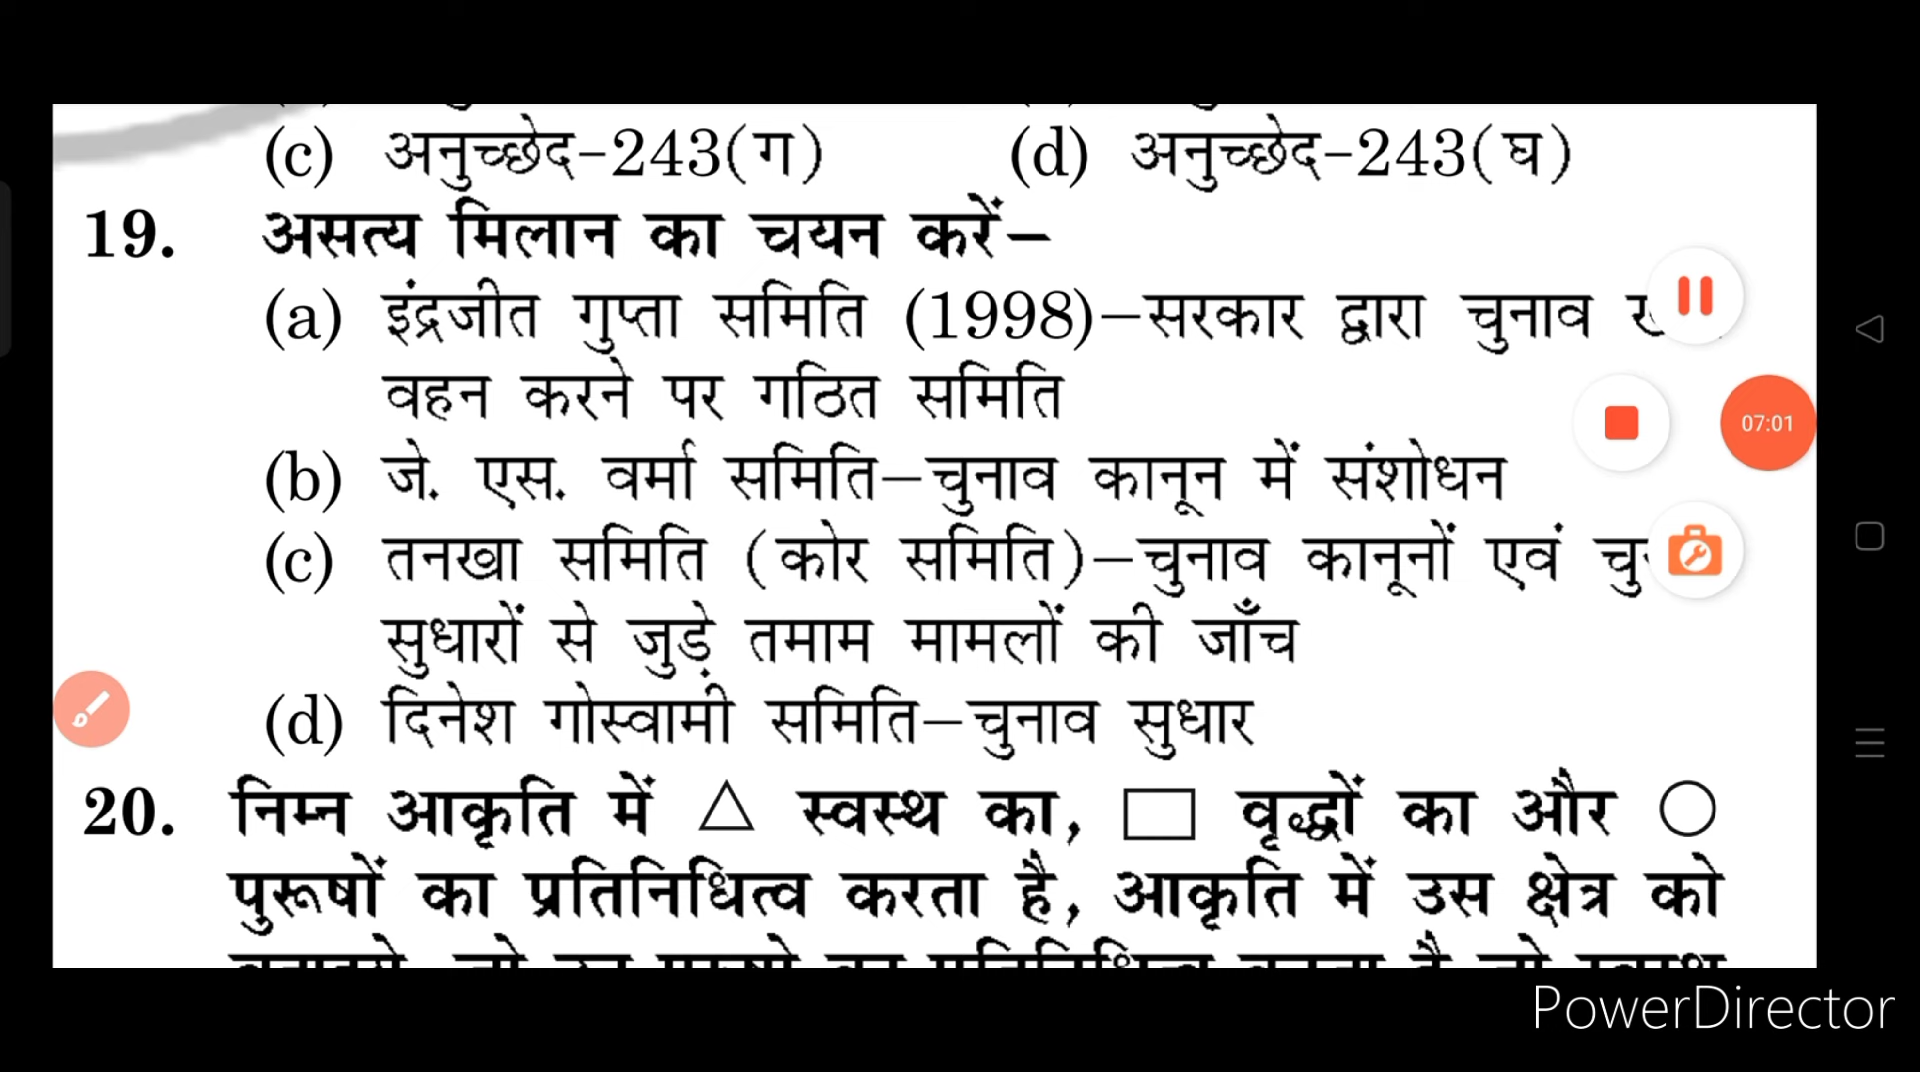 (c) अनुच्छेद-243(ग) (d) अनुच्छेद-243(घ)
19. असत्य मिलान का चयन करें–
(a) इंद्रजीत गुप्ता समिति (1998)–सरकार द्वारा चुनाव
वहन करने पर गठित समिति
(b) जे. एस. वर्मा समिति–चुनाव कानून में संशोधन
07:01
(c) तनखा समिति (कोर समिति)–चुनाव कानूनों एवं
सुधारों से जुड़े तमाम मामलों की जाँच
(d) दिनेश गोस्वामी समिति–चुनाव सुधार
20. निम्न आकृति में △ स्वस्थ का, □ वृद्धों का और ○
पुरूषों का प्रतिनिधित्व करता है, आकृति में उस क्षेत्र को
PowerDirector